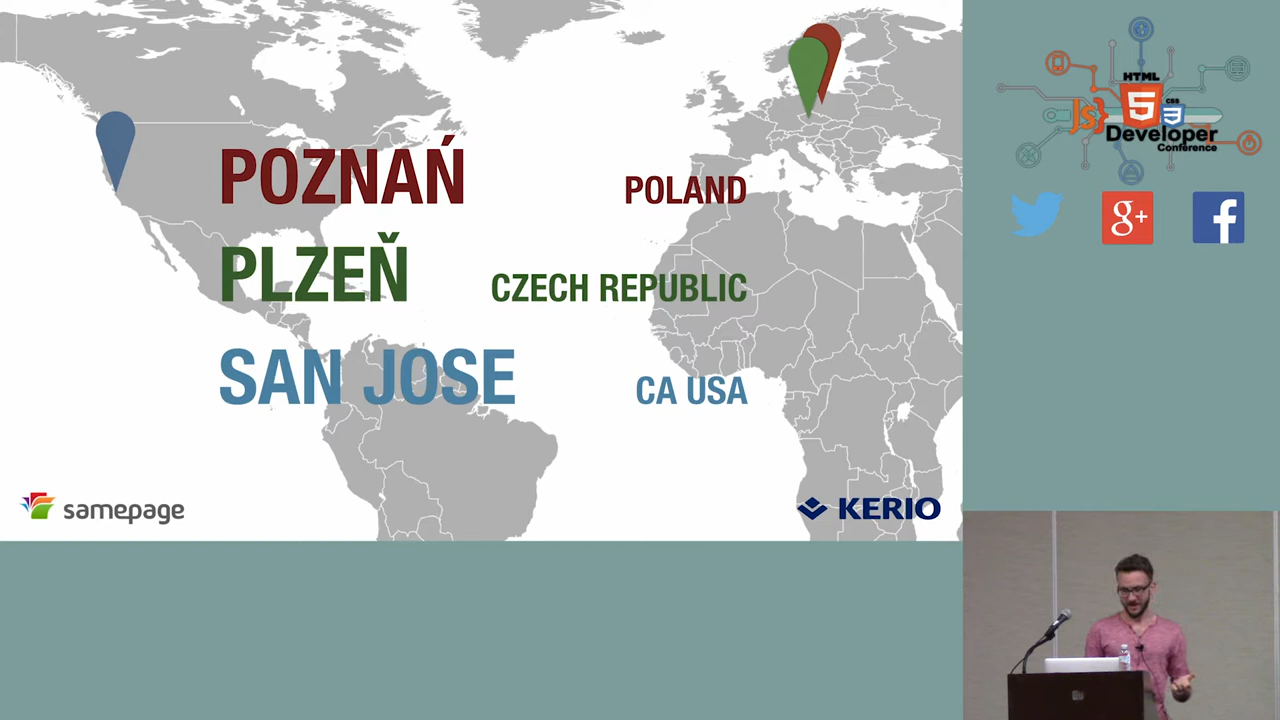 POZNAŃ POLAND
PLZEŇ CZECH REPUBLIC
SAN JOSE CA USA
samepage
KERIO
HTML
5
JS}
CSS
3
Developer
Conference
g+
f